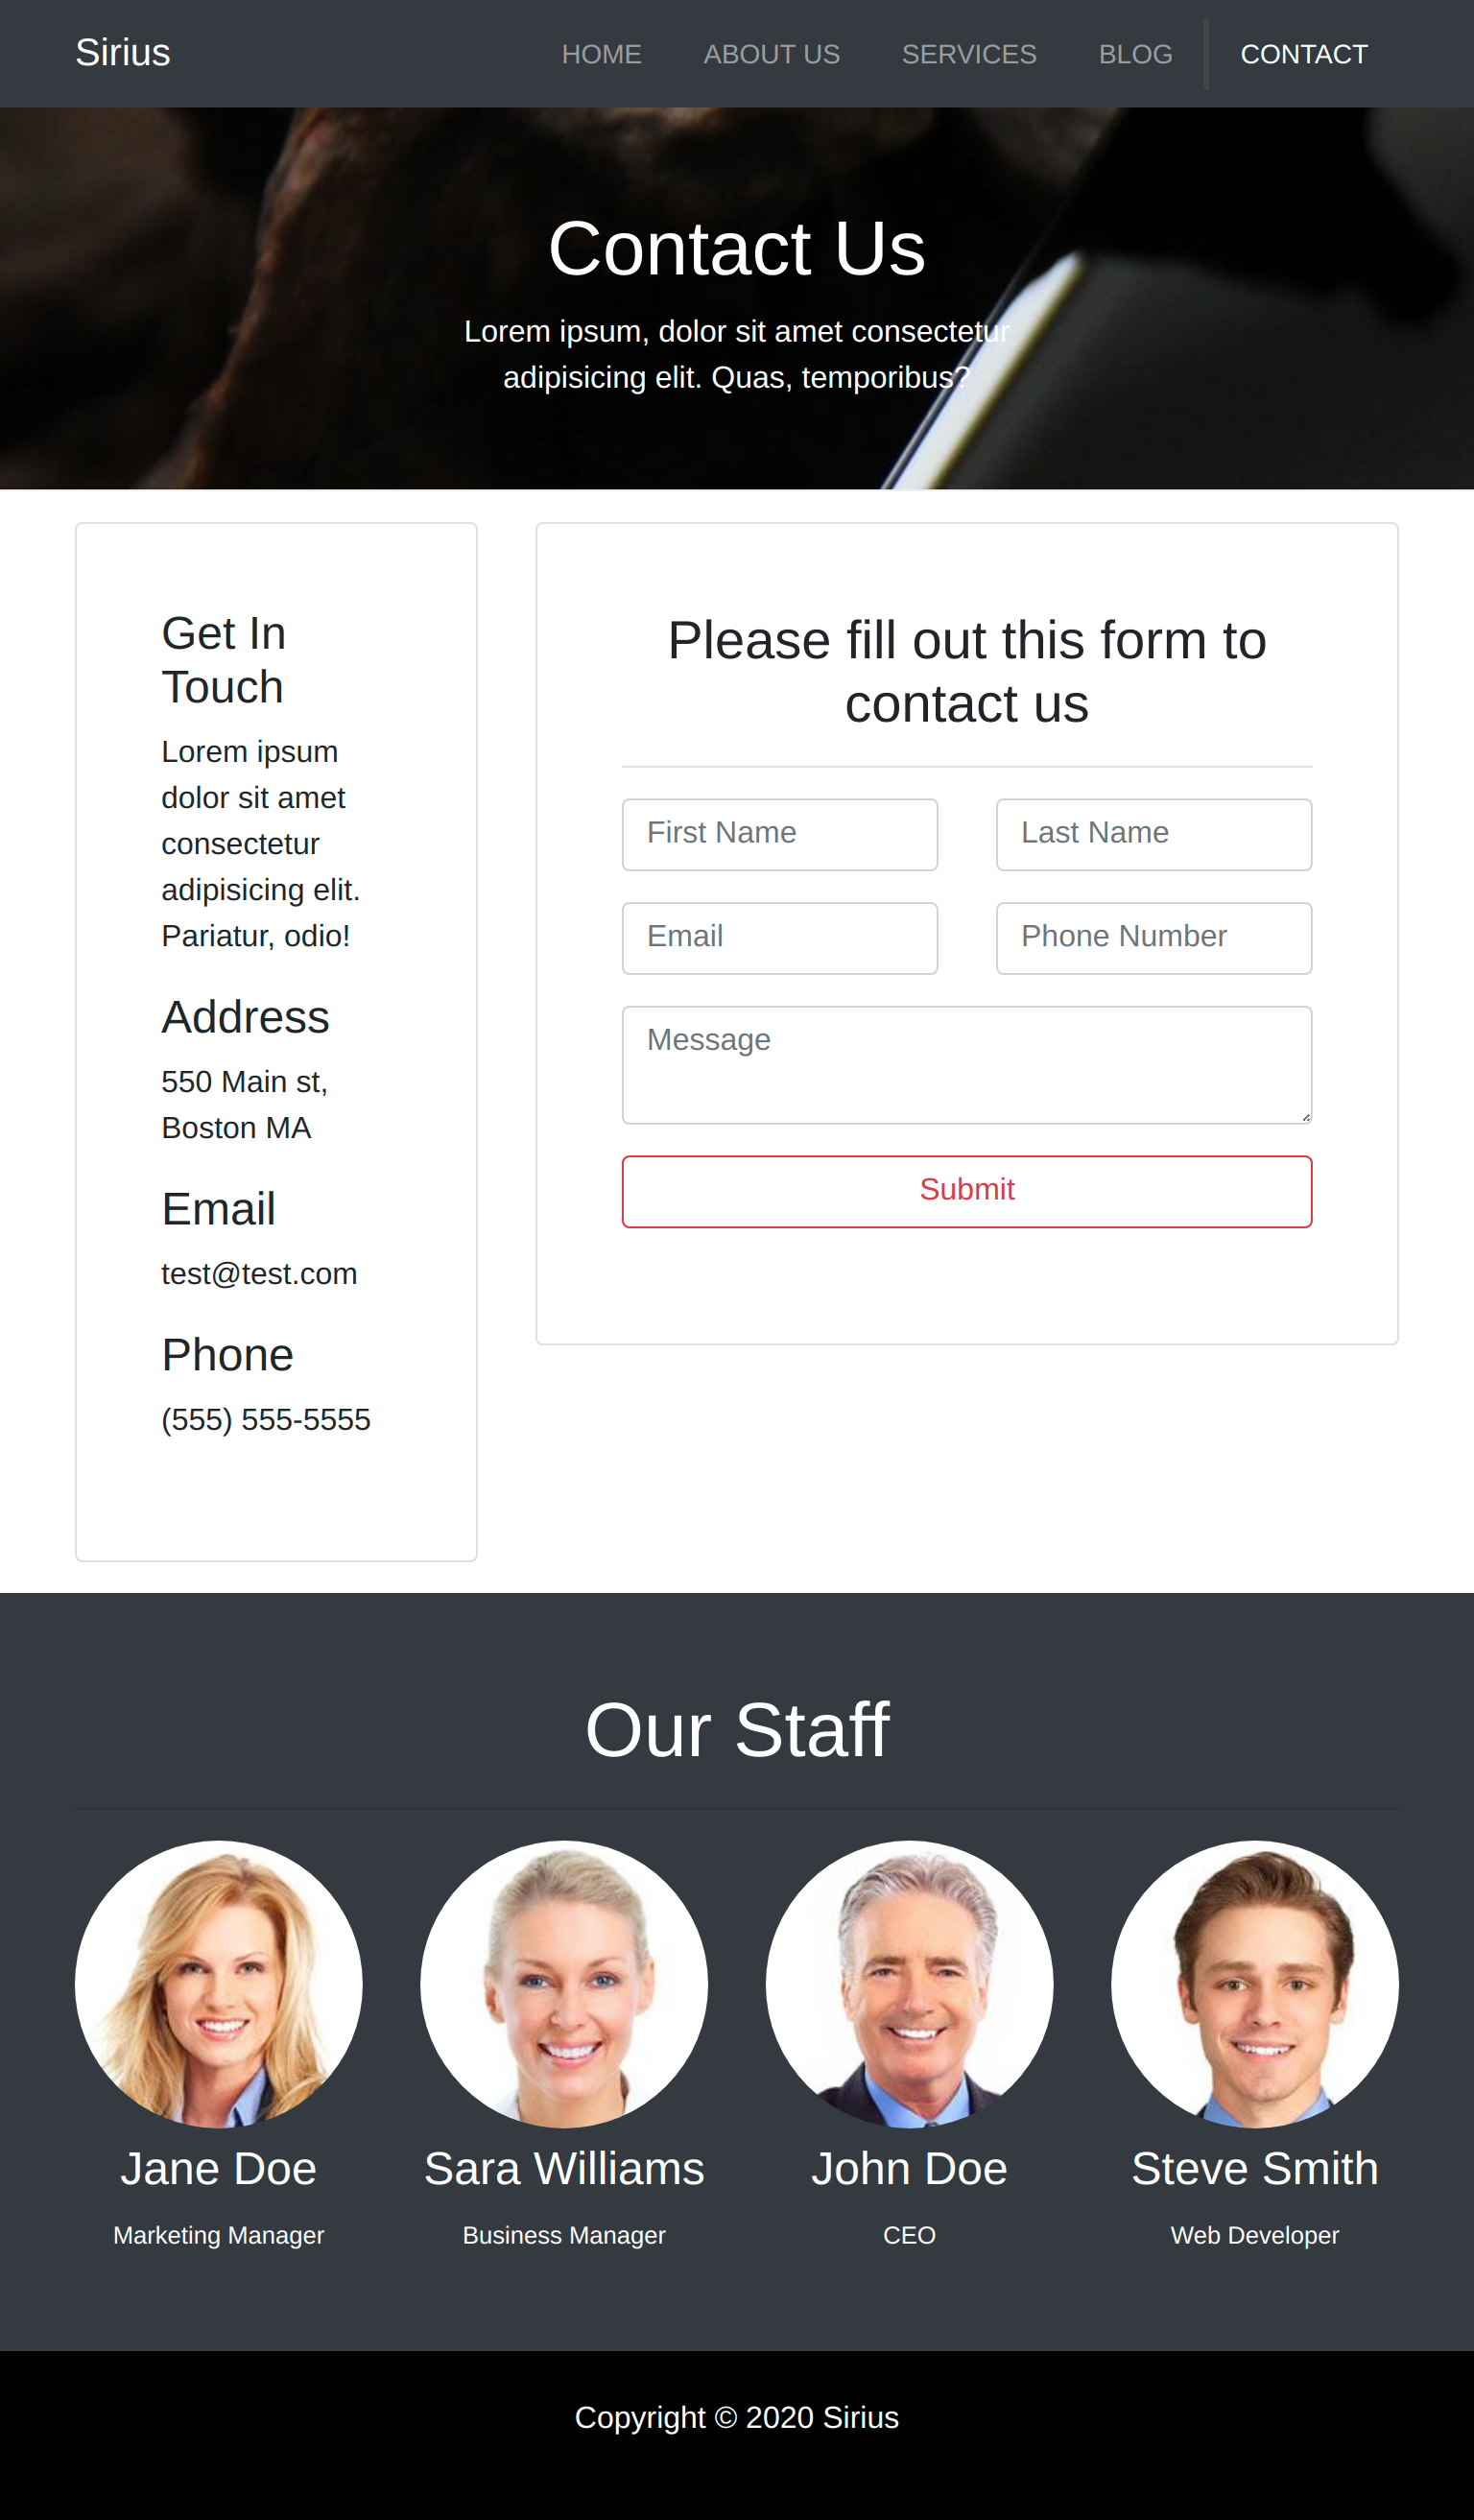 Sirius
HOME ABOUT US SERVICES BLOG CONTACT
Contact Us
Lorem ipsum, dolor sit amet consectetur
adipisicing elit. Quas, temporibus?
Get In
Touch
Lorem ipsum
dolor sit amet
consectetur
adipisicing elit.
Pariatur, odio!
Address
550 Main st,
Boston MA
Email
test@test.com
Phone
(555) 555-5555
Please fill out this form to
contact us
First Name
Last Name
Email
Phone Number
Message
Submit
Our Staff
Jane Doe
Marketing Manager
Sara Williams
Business Manager
John Doe
CEO
Steve Smith
Web Developer
Copyright © 2020 Sirius